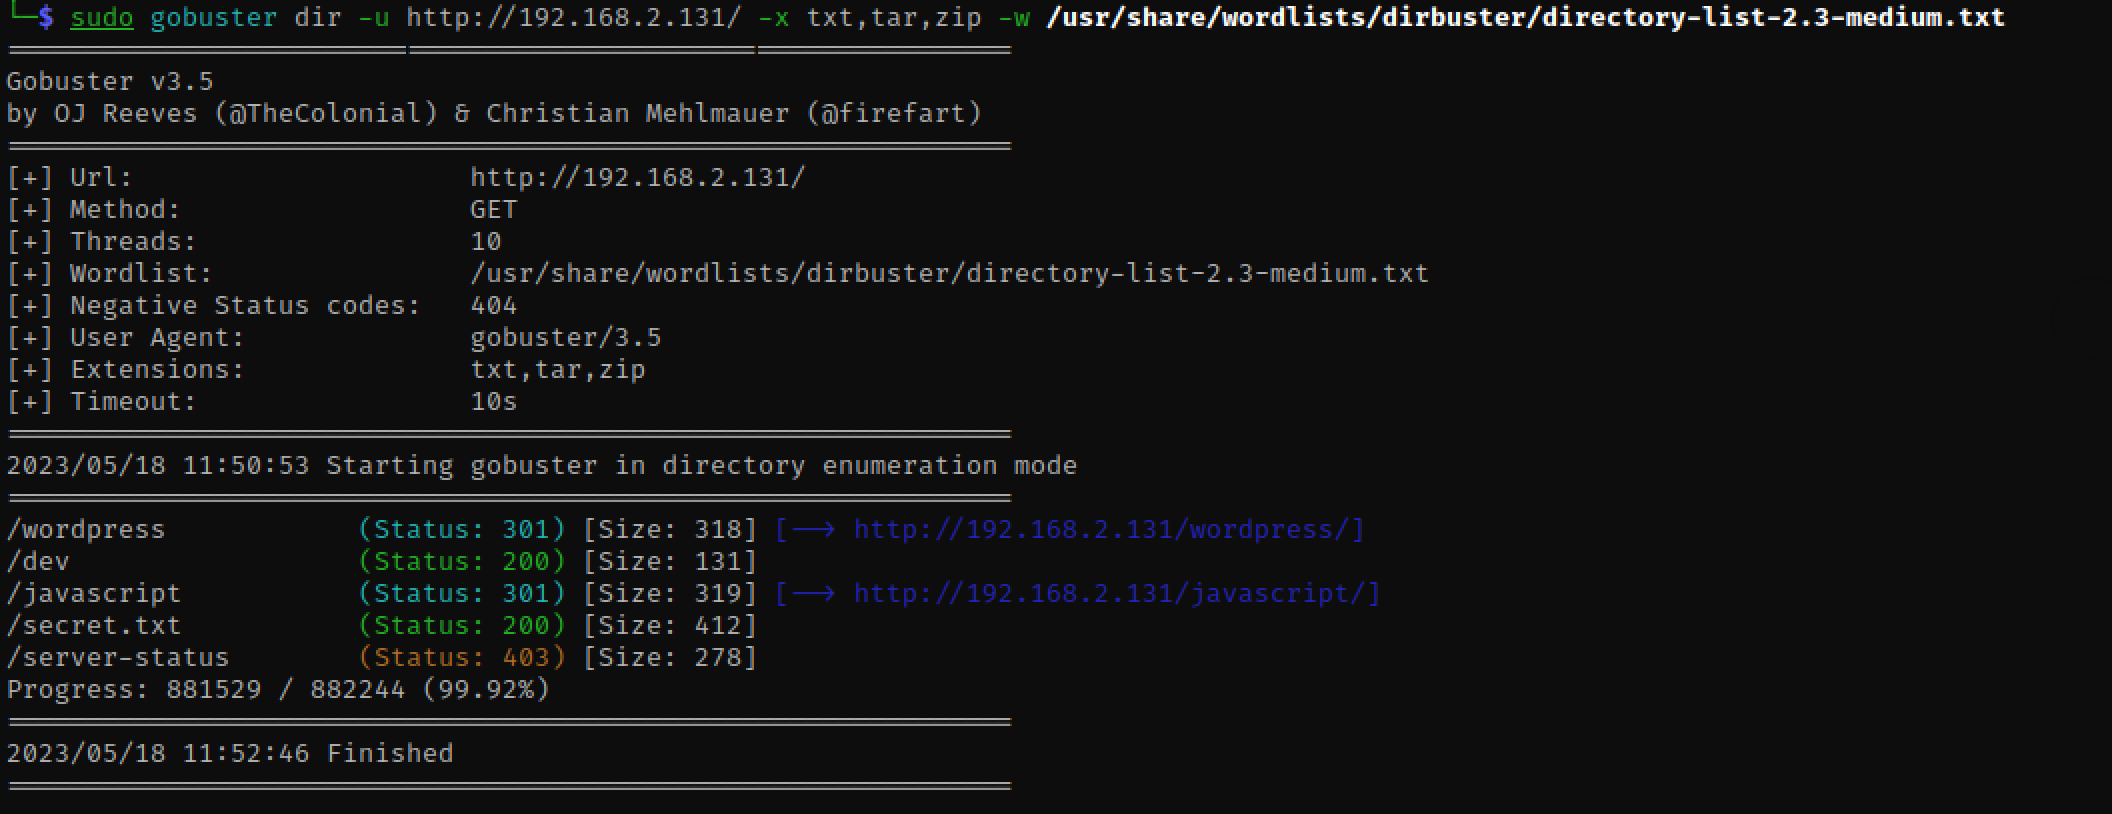 └─$ sudo gobuster dir -u http://192.168.2.131/ -x txt,tar,zip -w /usr/share/wordlists/dirbuster/directory-list-2.3-medium.txt
===============================================================
Gobuster v3.5
by OJ Reeves (@TheColonial) & Christian Mehlmauer (@firefart)
===============================================================
[+] Url:                     http://192.168.2.131/
[+] Method:                  GET
[+] Threads:                 10
[+] Wordlist:                /usr/share/wordlists/dirbuster/directory-list-2.3-medium.txt
[+] Negative Status codes:   404
[+] User Agent:              gobuster/3.5
[+] Extensions:              txt,tar,zip
[+] Timeout:                 10s
===============================================================
2023/05/18 11:50:53 Starting gobuster in directory enumeration mode
===============================================================
/wordpress            (Status: 301) [Size: 318] [--> http://192.168.2.131/wordpress/]
/dev                  (Status: 200) [Size: 131]
/javascript           (Status: 301) [Size: 319] [--> http://192.168.2.131/javascript/]
/secret.txt           (Status: 200) [Size: 412]
/server-status        (Status: 403) [Size: 278]
Progress: 881529 / 882244 (99.92%)
===============================================================
2023/05/18 11:52:46 Finished
===============================================================